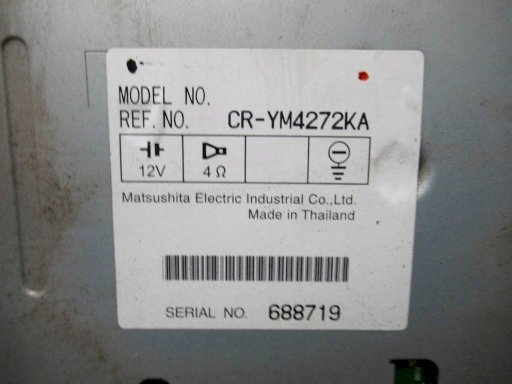 MODEL NO.
REF. NO. CR-YM4272KA
12V 4 Ω
Matsushita Electric Industrial Co.,Ltd.
Made in Thailand
SERIAL NO. 688719